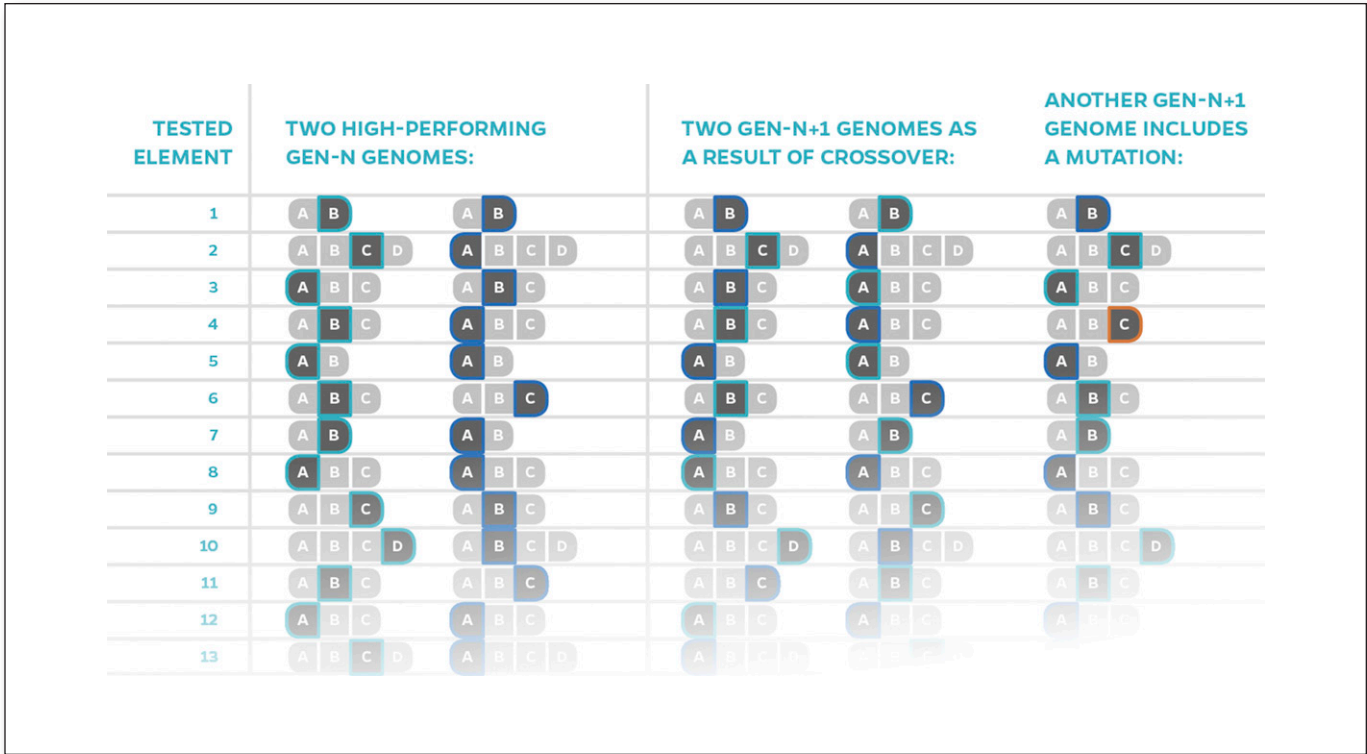 TESTED ELEMENT
TWO HIGH-PERFORMING GEN-N GENOMES:
TWO GEN-N+1 GENOMES AS A RESULT OF CROSSOVER:
ANOTHER GEN-N+1 GENOME INCLUDES A MUTATION:
1 A B A B A B A B A B
2 A B C D A B C D A B C D A B C D A B C D
3 A B C A B C A B C A B C A B C
4 A B C A B C A B C A B C A B C
5 A B A B A B A B A B
6 A B C A B C A B C A B C A B C
7 A B A B A B A B A B
8 A B C A B C A B C A B C A B C
9 A B C A B C A B C A B C A B C
10 A B C D A B C D A B C D A B C D A B C D
11 A B C A B C A B C A B C A B C
12 A B C A B C A B C A B C A B
13 A B C D A B C D A B C D